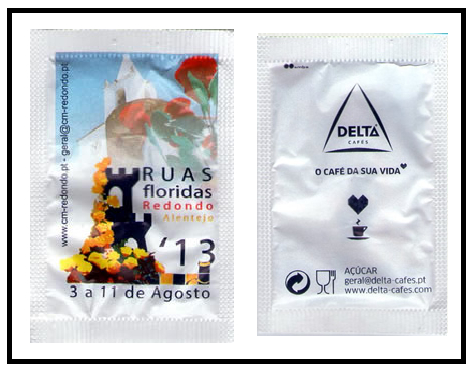 www.cm-redondo.pt - geral@cm-redondo.pt
RUAS
floridas
Redondo
Alentejo
'13
3 a 11 de Agosto
DELTA
CAFÉS
O CAFÉ DA SUA VIDA
AÇÚCAR
geral@delta-cafes.pt
www.delta-cafes.com